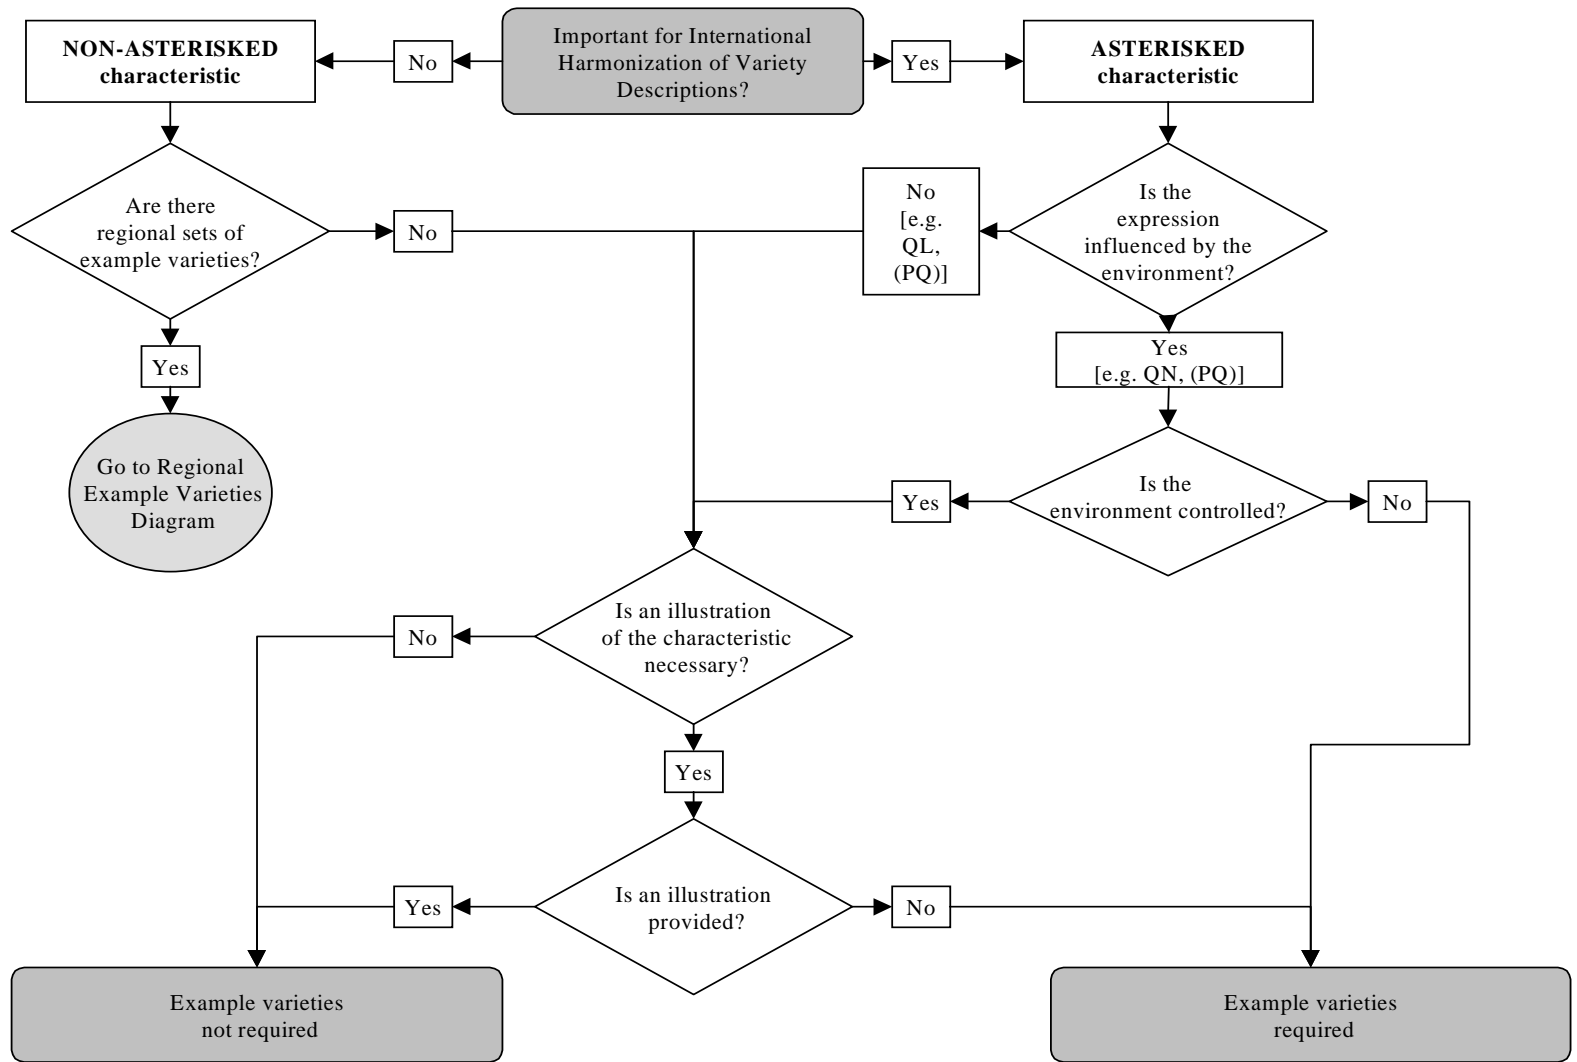 NON-ASTERISKED
characteristic
No
Important for International
Harmonization of Variety
Descriptions?
Yes
ASTERISKED
characteristic
Are there
regional sets of
example varieties?
No
No
[e.g.
QL,
(PQ)]
Is the
expression
influenced by the
environment?
Yes
Yes
[e.g. QN, (PQ)]
Go to Regional
Example Varieties
Diagram
Yes
Is the
environment controlled?
No
No
Is an illustration
of the characteristic
necessary?
Yes
Yes
Is an illustration
provided?
No
Example varieties
not required
Example varieties
required